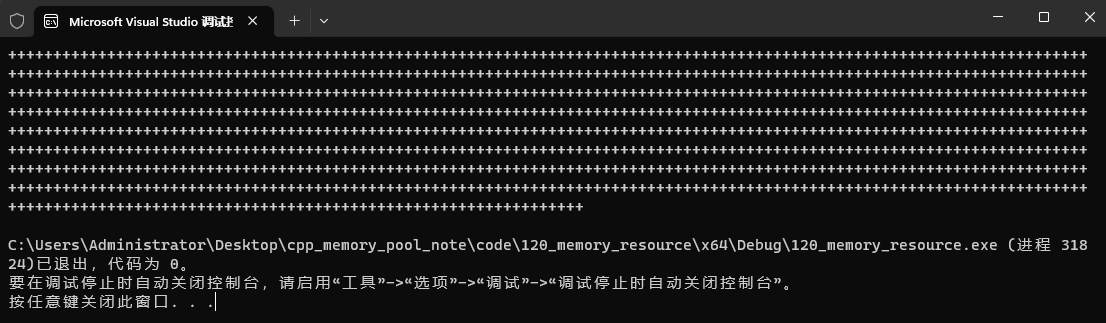 Microsoft Visual Studio 调试
++++++++++++++++++++++++++++++++++++++++++++++++++++++++++++++++++++++++++++++++++++++++++++++++++++++++++++++++++++++++
++++++++++++++++++++++++++++++++++++++++++++++++++++++++++++++++++++++++++++++++++++++++++++++++++++++++++++++++++++++++
++++++++++++++++++++++++++++++++++++++++++++++++++++++++++++++++++++++++++++++++++++++++++++++++++++++++++++++++++++++++
++++++++++++++++++++++++++++++++++++++++++++++++++++++++++++++++++++++++++++++++++++++++++++++++++++++++++++++++++++++++
++++++++++++++++++++++++++++++++++++++++++++++++++++++++++++++++++++++++++++++++++++++++++++++++++++++++++++++++++++++++
++++++++++++++++++++++++++++++++++++++++++++++++++++++++++++++++++++++++++++++++++++++++++++++++++++++++++++++++++++++++
++++++++++++++++++++++++++++++++++++++++++++++++++++++++++++++++++++++++++++++++++++++++++++++++++++++++++++++++++++++++
++++++++++++++++++++++++++++++++++++++++++++++++++++++++++++++++++++++++++++++++++++++++++++++++++++++++++++++++++++++++
++++++++++++++++++++++++++++++++++++++++++++++++++++++++++++++++
C:\Users\Administrator\Desktop\cpp_memory_pool_note\code\120_memory_resource\x64\Debug\120_memory_resource.exe (进程 318
24)已退出，代码为 0。
要在调试停止时自动关闭控制台，请启用“工具”->“选项”->“调试”->“调试停止时自动关闭控制台”。
按任意键关闭此窗口. . .